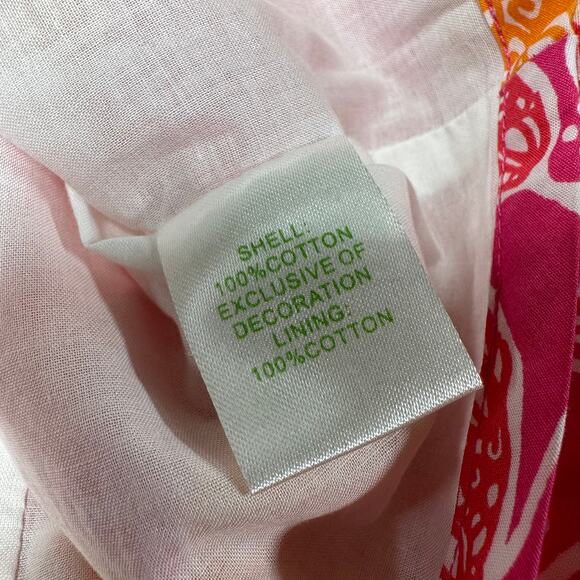 SHELL:
100%COTTON
EXCLUSIVE OF
DECORATION
LINING:
100%COTTON